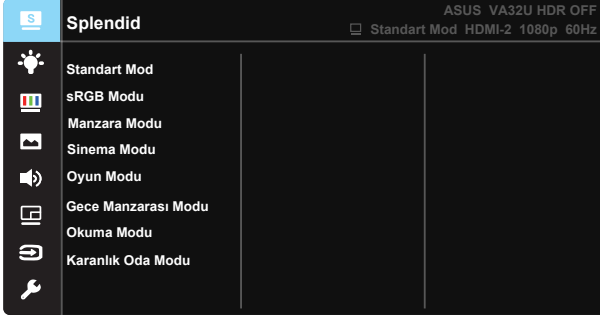 S
Splendid
ASUS VA32U HDR OFF
Standart Mod HDMI-2 1080p 60Hz
Standart Mod
sRGB Modu
Manzara Modu
Sinema Modu
Oyun Modu
Gece Manzarası Modu
Okuma Modu
Karanlık Oda Modu